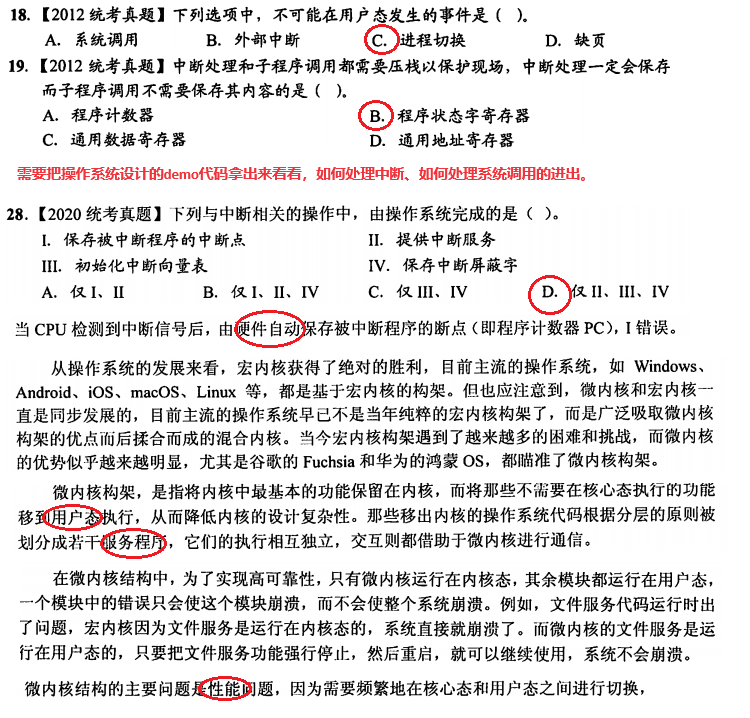 18. 【2012 统考真题】下列选项中，不可能在用户态发生的事件是（ ）。
A. 系统调用 B. 外部中断 C. 进程切换 D. 缺页
19. 【2012 统考真题】中断处理和子程序调用都需要压栈以保护现场，中断处理一定会保存
而子程序调用不需要保存其内容的是（ ）。
A. 程序计数器 B. 程序状态字寄存器
C. 通用数据寄存器 D. 通用地址寄存器
需要把操作系统设计的demo代码拿出来看看，如何处理中断、如何处理系统调用的进出。
28. 【2020 统考真题】下列与中断相关的操作中，由操作系统完成的是（ ）。
I. 保存被中断程序的中断点 II. 提供中断服务
III. 初始化中断向量表 IV. 保存中断屏蔽字
A. 仅 I、II B. 仅 I、II、IV C. 仅 III、IV D. 仅 II、III、IV
当 CPU 检测到中断信号后，由硬件自动保存被中断程序的断点（即程序计数器 PC），I 错误。
从操作系统的发展来看，宏内核获得了绝对的胜利，目前主流的操作系统，如 Windows、
Android、iOS、macOS、Linux 等，都是基于宏内核的构架。但也应注意到，微内核和宏内核一
直是同步发展的，目前主流的操作系统早已不是当年纯粹的宏内核构架了，而是广泛吸取微内核
构架的优点而后揉合而成的混合内核。当今宏内核构架遇到了越来越多的困难和挑战，而微内核
的优势似乎越来越明显，尤其是谷歌的 Fuchsia 和华为的鸿蒙 OS，都瞄准了微内核构架。
微内核构架，是指将内核中最基本的功能保留在内核，而将那些不需要在核心态执行的功能
移到用户态执行，从而降低内核的设计复杂性。那些移出内核的操作系统代码根据分层的原则被
划分成若干服务程序，它们的执行相互独立，交互则都借助于微内核进行通信。
在微内核结构中，为了实现高可靠性，只有微内核运行在内核态，其余模块都运行在用户态，
一个模块中的错误只会使这个模块崩溃，而不会使整个系统崩溃。例如，文件服务代码运行时出
了问题，宏内核因为文件服务是运行在内核态的，系统直接就崩溃了。而微内核的文件服务是运
行在用户态的，只要把文件服务功能强行停止，然后重启，就可以继续使用，系统不会崩溃。
微内核结构的主要问题是性能问题，因为需要频繁地在核心态和用户态之间进行切换，